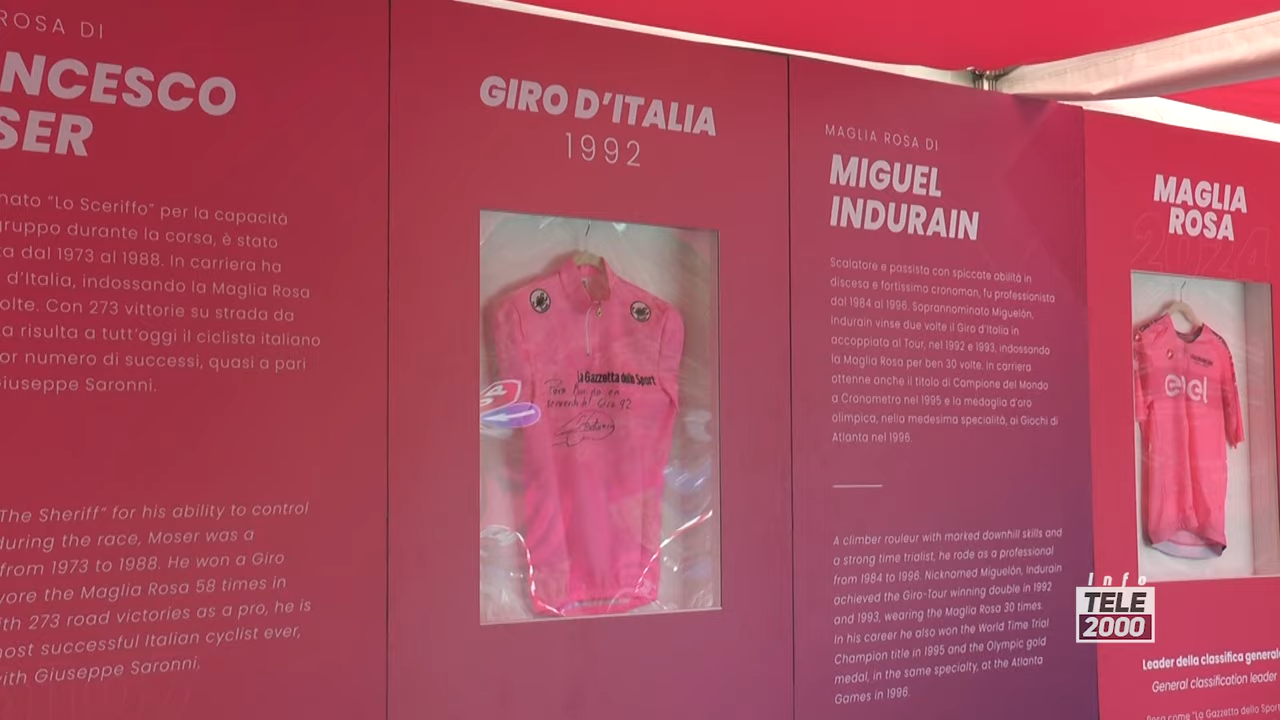 ROSA DI
NCESCO
SER
nato "Lo Sceriffo" per la capacità
gruppo durante la corsa, è stato
ta dal 1973 al 1988. In carriera ha
d'Italia, indossando la Maglia Rosa
olte. Con 273 vittorie su strada da
a risulta a tutt'oggi il ciclista italiano
or numero di successi, quasi a pari
Giuseppe Saronni.
The Sheriff" for his ability to control
during the race, Moser was a
from 1973 to 1988. He won a Giro
wore the Maglia Rosa 58 times in
ith 273 road victories as a pro, he is
most successful Italian cyclist ever,
with Giuseppe Saronni,
GIRO D'ITALIA
1992
la Gazzetta dello Sport
Giro 92
MAGLIA ROSA DI
MIGUEL
INDURAIN
Scalatore e passista con spiccate abilità in
discesa e fortissimo cronoman, fu professionista
dal 1984 al 1996. Soprannominato Miguelón,
Indurain vinse due volte il Giro d'Italia in
accoppiata al Tour, nel 1992 e 1993, indossando
la Maglia Rosa per ben 30 volte. In carriera
ottenne anche il titolo di Campione del Mondo
a Cronometro nel 1995 e la medaglia d'oro
olimpica, nella medesima specialità, ai Giochi di
Atlanta nel 1996.
A climber rouleur with marked downhill skills and
a strong time trialist, he rode as a professional
from 1984 to 1996. Nicknamed Miguelón, Indurain
achieved the Giro-Tour winning double in 1992
and 1993, wearing the Maglia Rosa 30 times.
In his career he also won the World Time Trial
Champion title in 1995 and the Olympic gold
medal, in the same specialty, at the Atlanta
Games in 1996.
MAGLIA
ROSA
2024
enel
Leader della classifica generale
General classification leader
Rosa come "La Gazzetta dello Sport
Info
TELE
2000